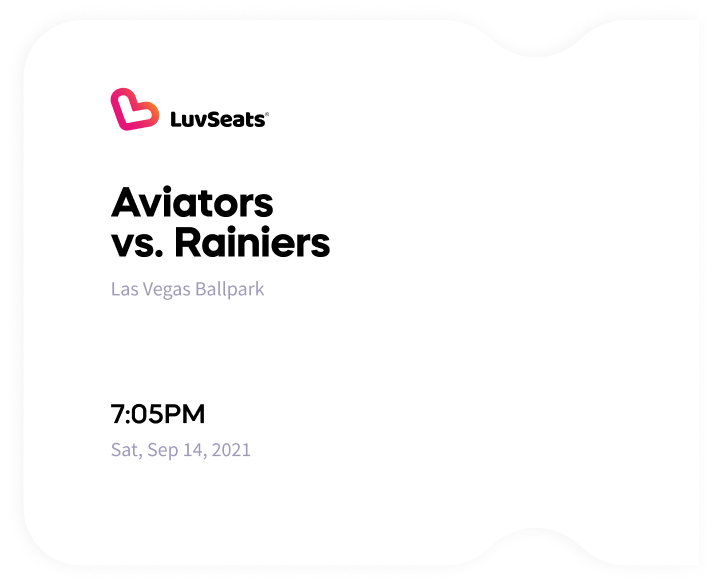 LuvSeats®
Aviators
vs. Rainiers
Las Vegas Ballpark
7:05PM
Sat, Sep 14, 2021